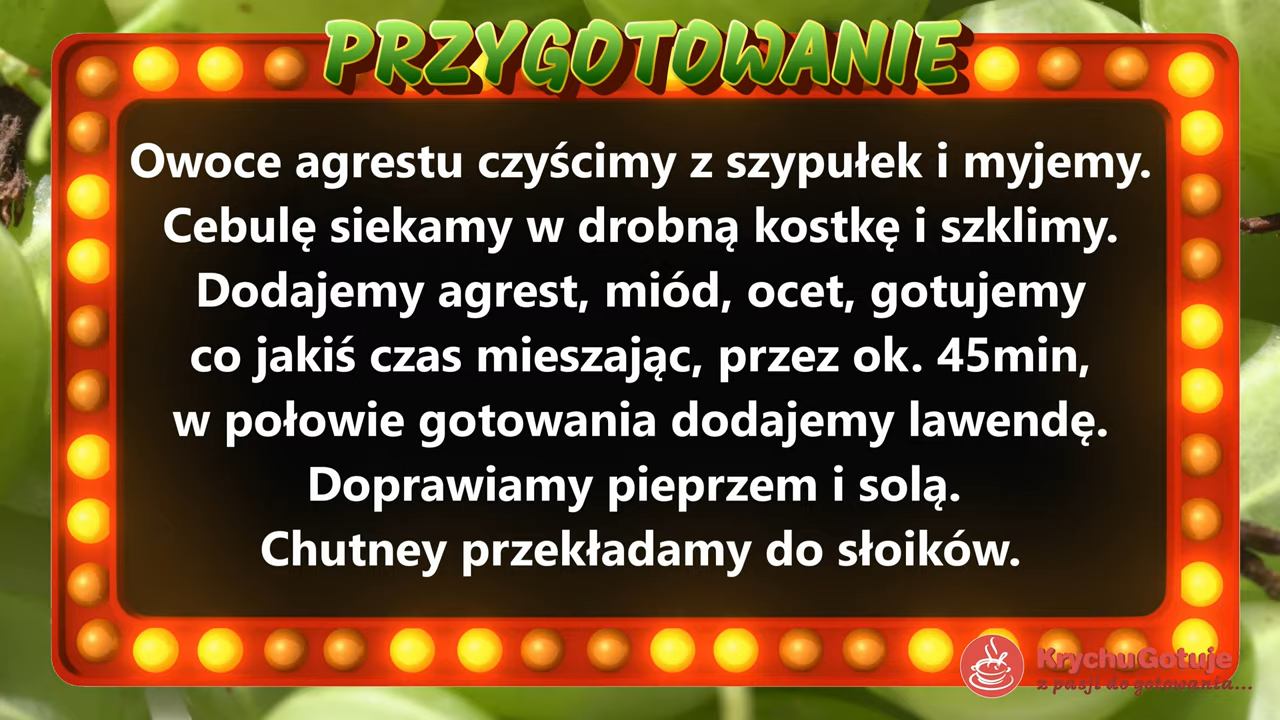 PRZYGOTOWANIE
Owoce agrestu czyścimy z szypułek i myjemy.
Cebulę siekamy w drobną kostkę i szklimy.
Dodajemy agrest, miód, ocet, gotujemy
co jakiś czas mieszając, przez ok. 45min,
w połowie gotowania dodajemy lawendę.
Doprawiamy pieprzem i solą.
Chutney przekładamy do słoików.
KrychuGotuje
z pasji do gotowania...